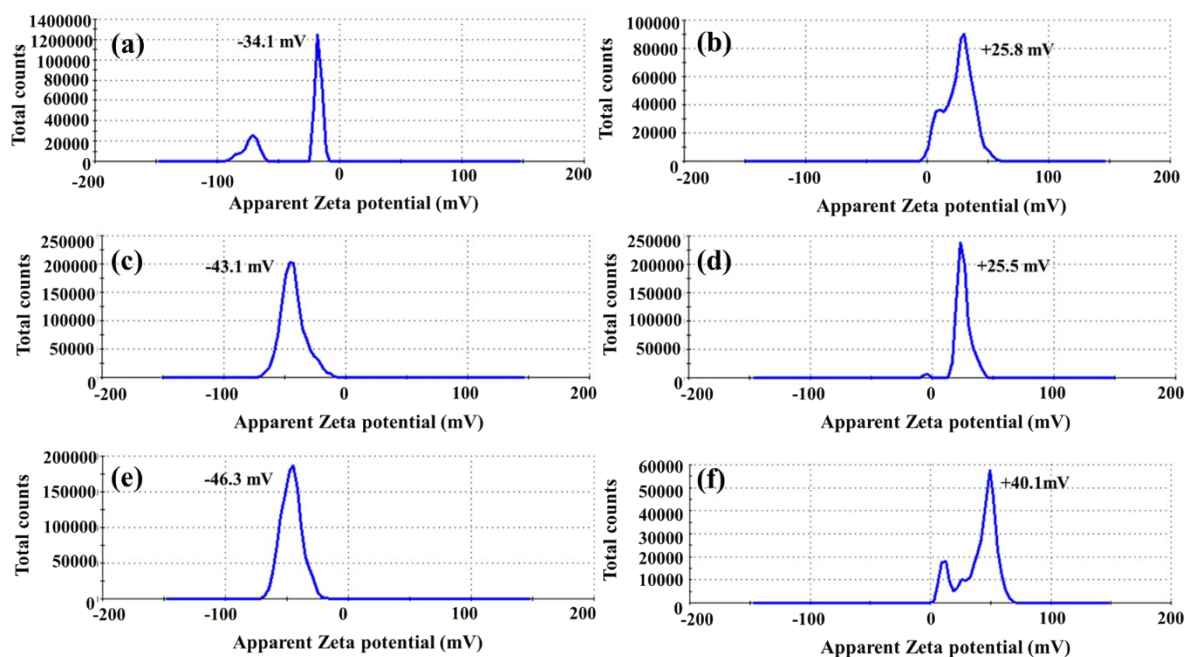 (a)
-34.1 mV
Total counts
1400000
1200000
1000000
800000
600000
400000
20000
0
-200
-100
0
100
200
Apparent Zeta potential (mV)
(b)
+25.8 mV
Total counts
100000
80000
60000
40000
20000
0
-200
-100
0
100
200
Apparent Zeta potential (mV)
(c)
-43.1 mV
Total counts
250000
200000
150000
100000
50000
0
-200
-100
0
100
200
Apparent Zeta potential (mV)
(d)
+25.5 mV
Total counts
250000
200000
150000
100000
50000
0
-200
-100
0
100
200
Apparent Zeta potential (mV)
(e)
-46.3 mV
Total counts
200000
150000
100000
50000
0
-200
-100
0
100
200
Apparent Zeta potential (mV)
(f)
+40.1mV
Total counts
60000
50000
40000
30000
20000
10000
0
-200
-100
0
100
200
Apparent Zeta potential (mV)